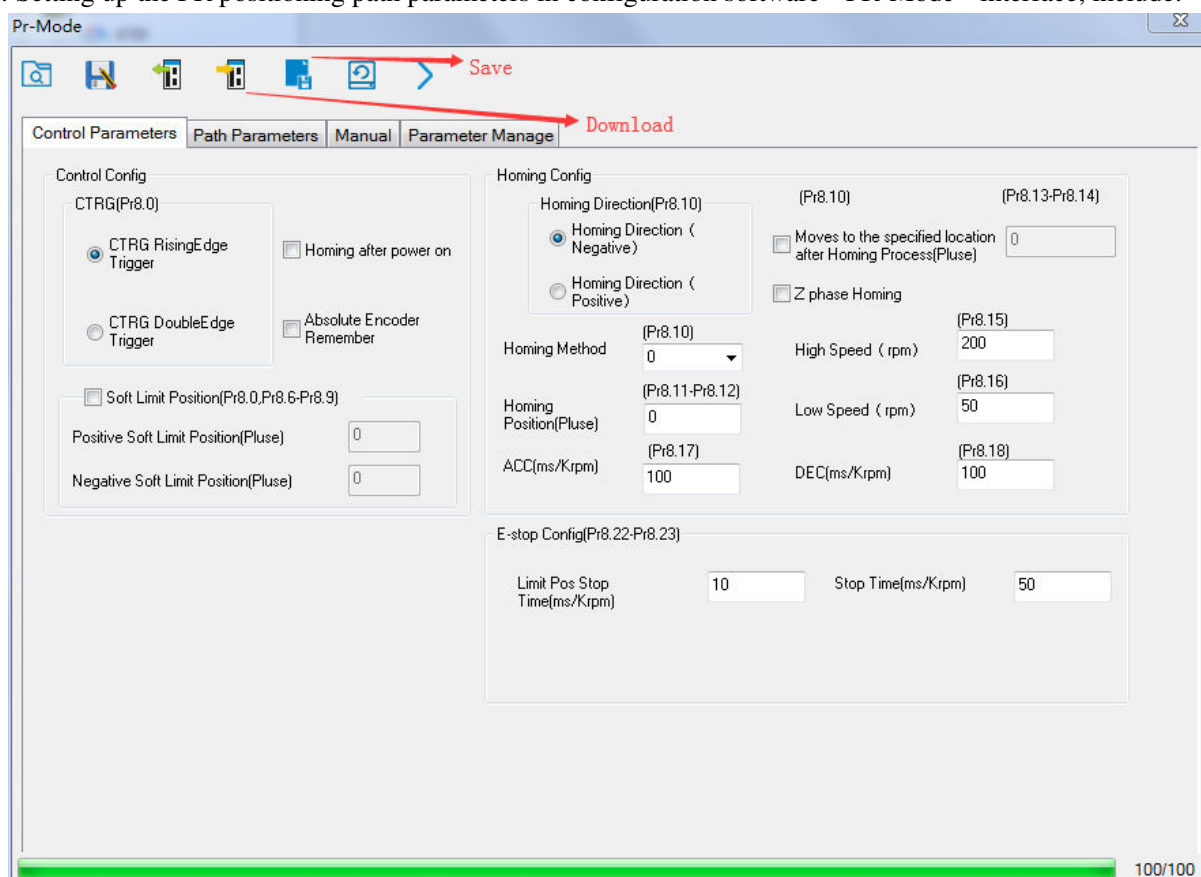 . Setting up the PR positioning path parameters in configuration software - PR-Mode - interface, include:
Pr-Mode
Save
Download
Control Parameters Path Parameters Manual Parameter Manage
Control Config
CTRG(Pr8.0)
CTRG RisingEdge
Trigger
Homing after power on
CTRG DoubleEdge
Trigger
Absolute Encoder
Remember
Soft Limit Position(Pr8.0,Pr8.6-Pr8.9)
Positive Soft Limit Position(Pluse) 0
Negative Soft Limit Position(Pluse) 0
Homing Config
Homing Direction(Pr8.10)
Homing Direction (
Negative)
Homing Direction (
Positive)
(Pr8.10) (Pr8.13-Pr8.14)
Moves to the specified location
after Homing Process(Pluse)
0
Z phase Homing
(Pr8.10)
Homing Method 0
(Pr8.15)
High Speed (rpm) 200
(Pr8.11-Pr8.12)
Homing
Position(Pluse)
0
(Pr8.16)
Low Speed (rpm) 50
(Pr8.17)
ACC(ms/Krpm) 100
(Pr8.18)
DEC(ms/Krpm) 100
E-stop Config(Pr8.22-Pr8.23)
Limit Pos Stop
Time(ms/Krpm)
10
Stop Time(ms/Krpm) 50
100/100